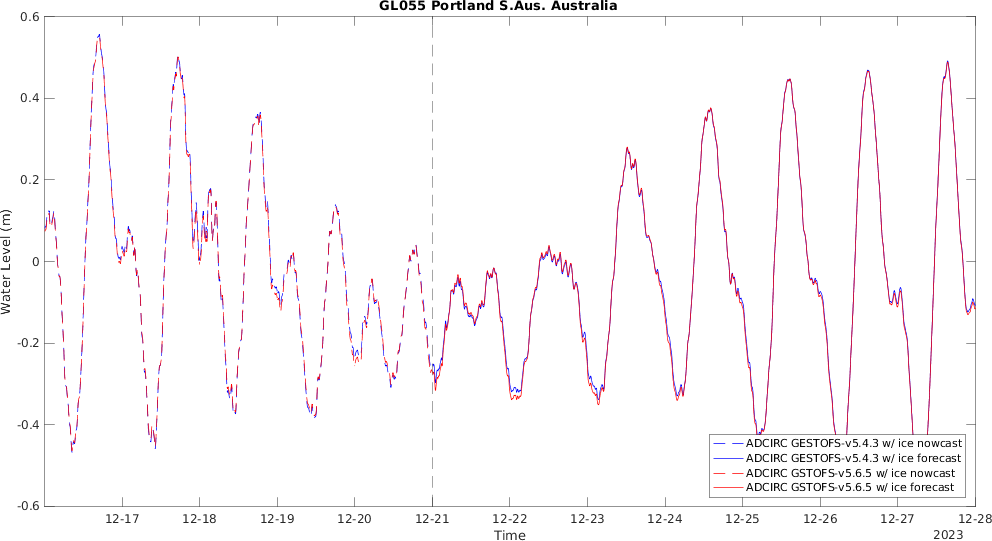 GL055 Portland S.Aus. Australia
Water Level (m)
0.6
0.4
0.2
0
-0.2
-0.4
-0.6
ADCIRC GESTOFS-v5.4.3 w/ ice nowcast
ADCIRC GESTOFS-v5.4.3 w/ ice forecast
ADCIRC GSTOFS-v5.6.5 w/ ice nowcast
ADCIRC GSTOFS-v5.6.5 w/ ice forecast
12-17 12-18 12-19 12-20 12-21 12-22 12-23 12-24 12-25 12-26 12-27 12-28
Time
2023